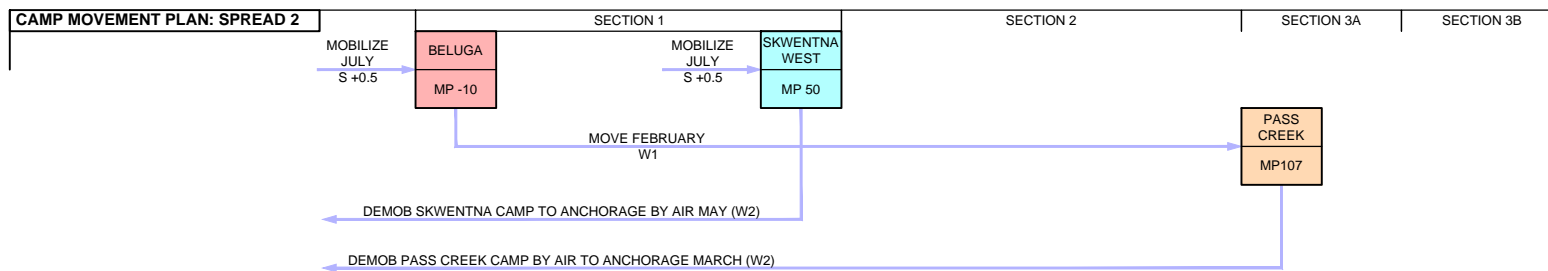 CAMP MOVEMENT PLAN: SPREAD 2
SECTION 1
SECTION 2
SECTION 3A
SECTION 3B
MOBILIZE
JULY
S +0.5
BELUGA
MP -10
MOBILIZE
JULY
S +0.5
SKWENTNA
WEST
MP 50
PASS
CREEK
MP107
MOVE FEBRUARY
W1
DEMOB SKWENTNA CAMP TO ANCHORAGE BY AIR MAY (W2)
DEMOB PASS CREEK CAMP BY AIR TO ANCHORAGE MARCH (W2)